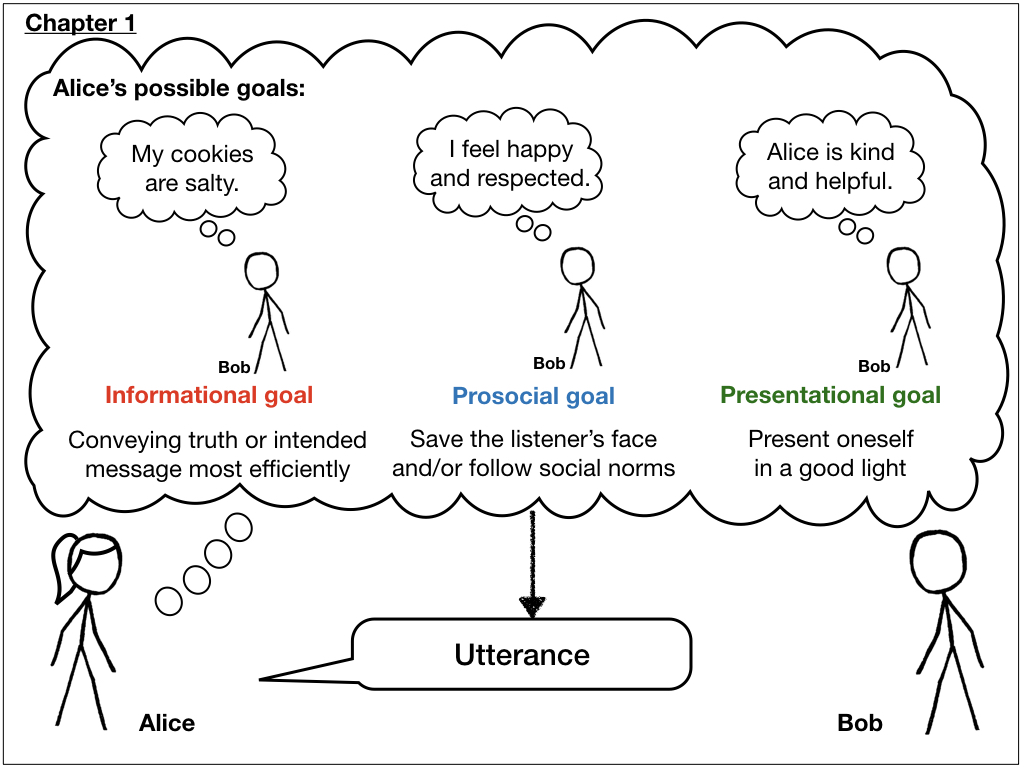 Chapter 1
Alice’s possible goals:
My cookies
are salty.
Bob
Informational goal
Conveying truth or intended
message most efficiently
I feel happy
and respected.
Bob
Prosocial goal
Save the listener’s face
and/or follow social norms
Alice is kind
and helpful.
Bob
Presentational goal
Present oneself
in a good light
Utterance
Alice
Bob